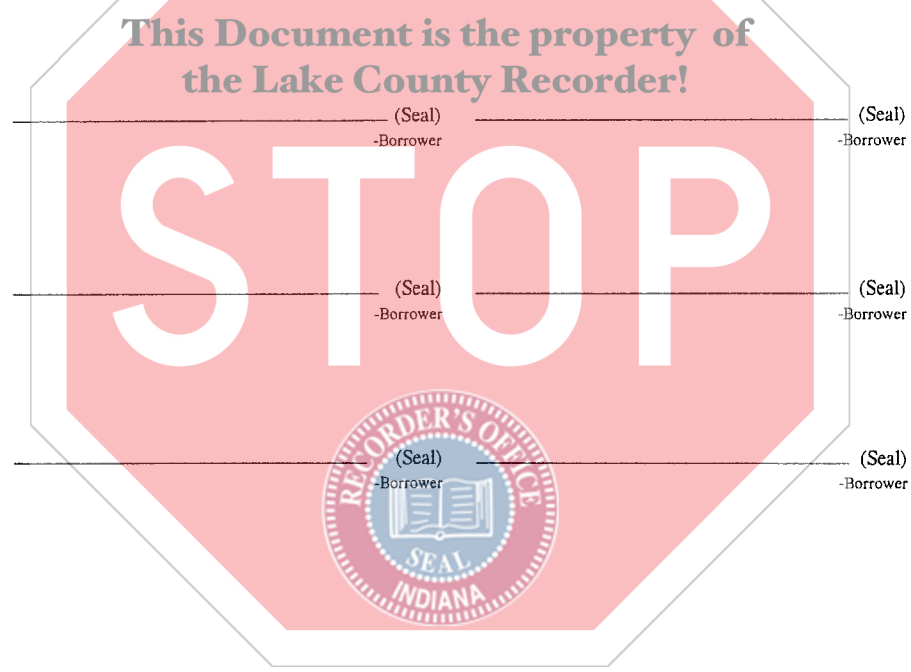 This Document is the property of
the Lake County Recorder!
(Seal) (Seal)
-Borrower -Borrower
STOP
(Seal) (Seal)
-Borrower -Borrower
RECORDER'S OFFICE
(Seal) (Seal)
-Borrower -Borrower
SEAL
INDIANA